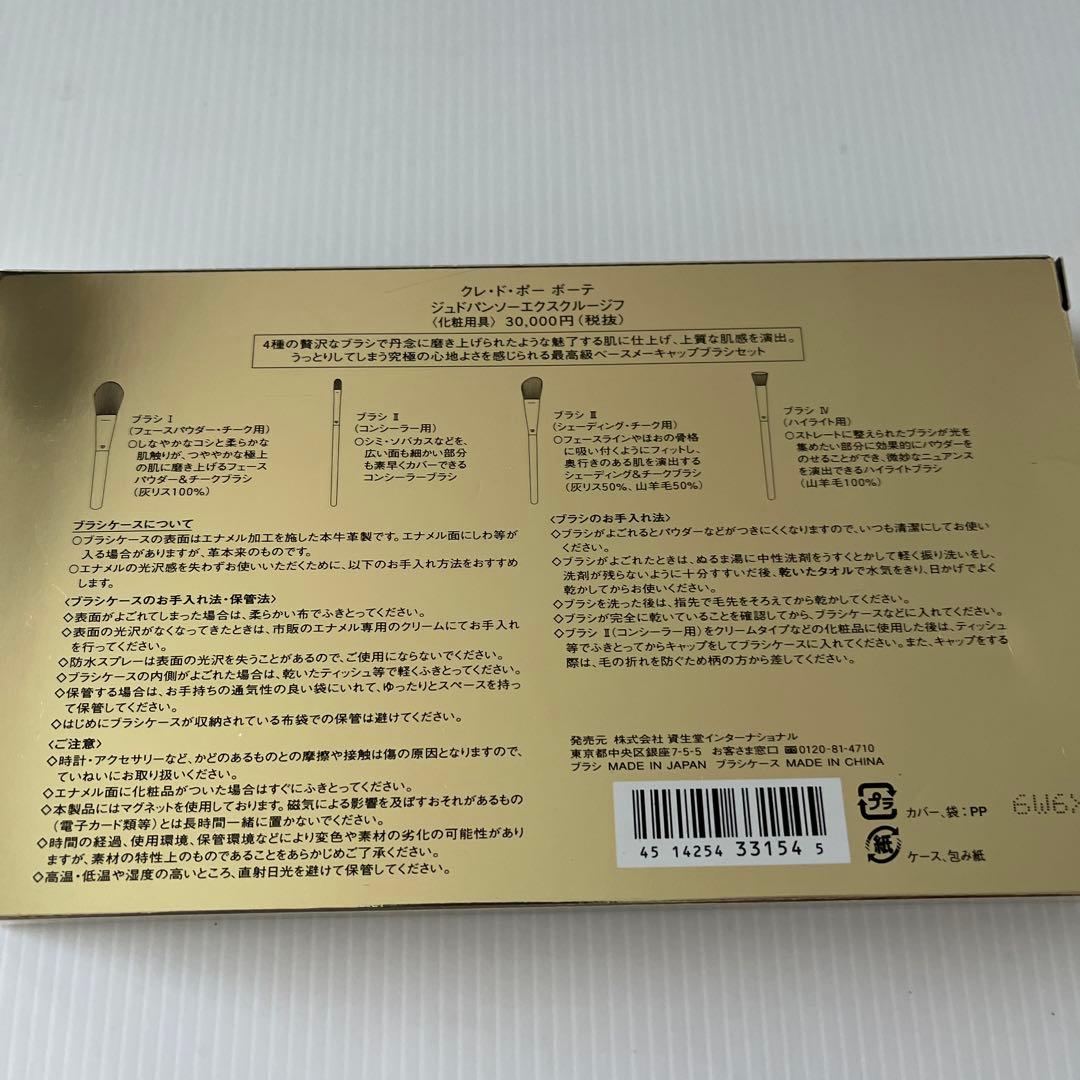 クレ・ド・ポー ボーテ
ジュドパンソーエクスクルージフ
〈化粧用具〉 30,000円(税抜)
4種の贅沢なブラシで丹念に磨き上げられたような魅了する肌に仕上げ、上質な肌感を演出。
うっとりしてしまう究極の心地よさを感じられる最高級ベースメーキャップブラシセット
ブラシ Ⅰ
(フェースパウダー・チーク用)
○しなやかなコシと柔らかな
肌触りが、つややかな極上
の肌に磨き上げるフェース
パウダー&チークブラシ
(灰リス100%)
ブラシ Ⅱ
(コンシーラー用)
○シミ・ソバカスなどを、
広い面も細かい部分
も素早くカバーできる
コンシーラーブラシ
ブラシ Ⅲ
(シェーディング・チーク用)
○フェースラインやほおの骨格
に吸い付くようにフィットし、
奥行きのある肌を演出する
シェーディング&チークブラシ
(灰リス50%、山羊毛50%)
ブラシ Ⅳ
(ハイライト用)
○ストレートに整えられたブラシが光を
集めたい部分に効果的にパウダーを
のせることができ、微妙なニュアンス
を演出できるハイライトブラシ
(山羊毛100%)
ブラシケースについて
○ブラシケースの表面はエナメル加工を施した本牛革製です。エナメル面にしわ等が
入る場合がありますが、革本来のものです。
○エナメルの光沢感を失わずお使いいただくために、以下のお手入れ方法をおすすめ
します。
〈ブラシケースのお手入れ法・保管法〉
◇表面がよごれてしまった場合は、柔らかい布でふきとってください。
◇表面の光沢がなくなってきたときは、市販のエナメル専用のクリームにてお手入れ
を行ってください。
◇防水スプレーは表面の光沢を失うことがあるので、ご使用にならないでください。
◇ブラシケースの内側がよごれた場合は、乾いたティッシュ等で軽くふきとってください。
◇保管する場合は、お手持ちの通気性の良い袋にいれて、ゆったりとスペースを持っ
て保管してください。
◇はじめにブラシケースが収納されている布袋での保管は避けてください。
〈ご注意〉
◇時計・アクセサリーなど、かどのあるものとの摩擦や接触は傷の原因となりますので、
ていねいにお取り扱いください。
◇エナメル面に化粧品がついた場合はすぐにふきとってください。
◇本製品にはマグネットを使用しております。磁気による影響を及ぼすおそれがあるもの
(電子カード類等)とは長時間一緒に置かないでください。
◇時間の経過、使用環境、保管環境などにより変色や素材の劣化の可能性があり
ますが、素材の特性上のものであることをあらかじめご了承ください。
◇高温・低温や湿度の高いところ、直射日光を避けて保管してください。
〈ブラシのお手入れ法〉
◇ブラシがよごれるとパウダーなどがつきにくくなりますので、いつも清潔にしてお使い
ください。
◇ブラシがよごれたときは、ぬるま湯に中性洗剤をうすくとかして軽く振り洗いをし、
洗剤が残らないように十分すすいだ後、乾いたタオルで水気をきり、日かげでよく
乾かしてからお使いください。
◇ブラシを洗った後は、指先で毛先をそろえてから乾かしてください。
◇ブラシが完全に乾いていることを確認してから、ブラシケースなどに入れてください。
◇ブラシ Ⅱ(コンシーラー用)をクリームタイプなどの化粧品に使用した後は、ティッシュ
等でふきとってからキャップをしてブラシケースに入れてください。また、キャップをする
際は、毛の折れを防ぐため柄の方から差してください。
発売元 株式会社 資生堂インターナショナル
東京都中央区銀座7-5-5 お客さま窓口 0120-81-4710
ブラシ MADE IN JAPAN ブラシケース MADE IN CHINA
4514254331545
プラ
カバー、袋:PP
紙
ケース、包み紙
6W6X